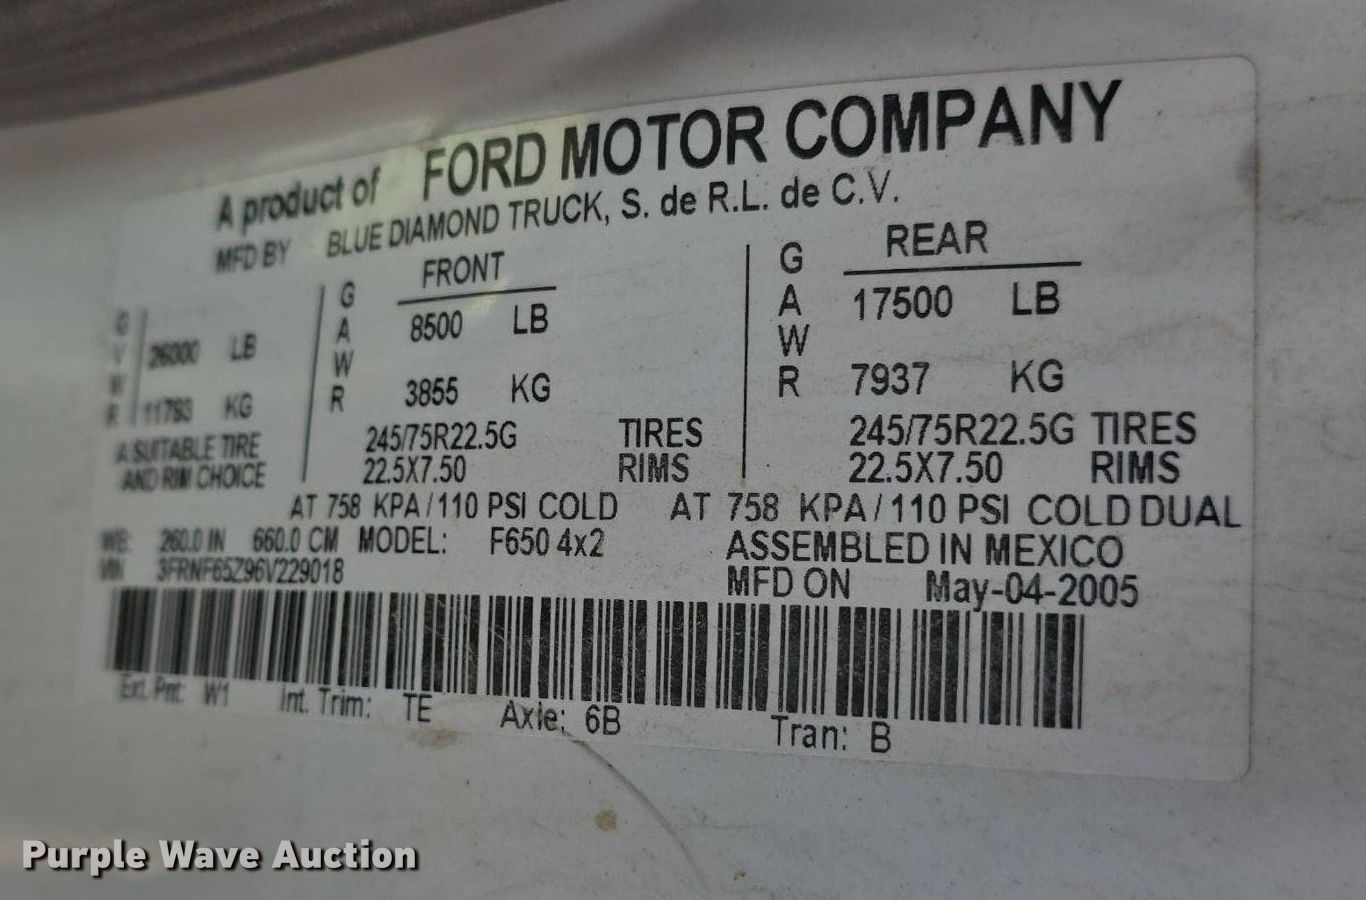 A product of FORD MOTOR COMPANY
MFD BY BLUE DIAMOND TRUCK, S. de R.L. de C.V.
FRONT
REAR
GVWR
26000 LB
11793 KG
GAWR
8500 LB
3855 KG
GAWR
17500 LB
7937 KG
A SUITABLE TIRE
AND RIM CHOICE
245/75R22.5G TIRES
22.5X7.50 RIMS
245/75R22.5G TIRES
22.5X7.50 RIMS
AT 758 KPA/110 PSI COLD AT 758 KPA/110 PSI COLD DUAL
WB: 260.0 IN 660.0 CM MODEL: F650 4x2 ASSEMBLED IN MEXICO
VIN 3FRNF65Z96V229018 MFD ON May-04-2005
Ext. Pnt: W1 Int. Trim: TE Axle: 6B Tran: B
Purple Wave Auction